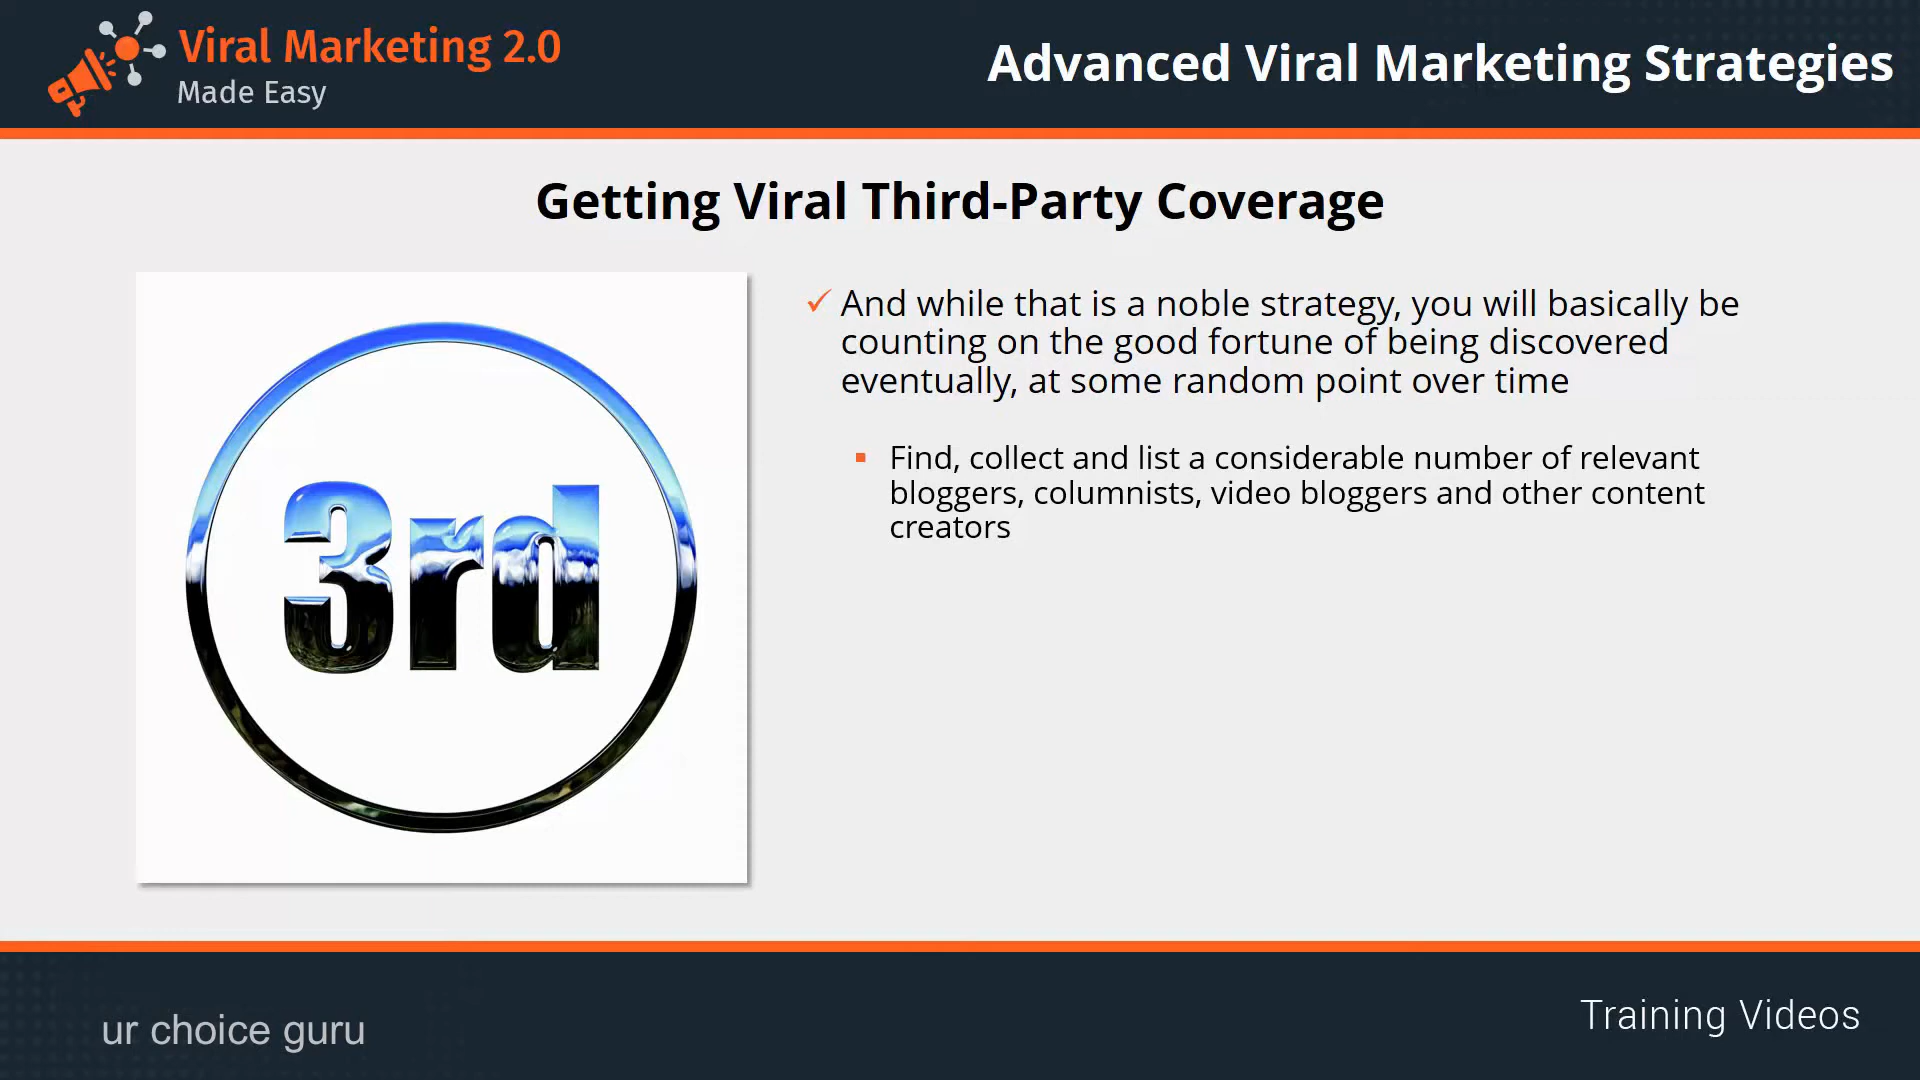 Viral Marketing 2.0
Made Easy
Advanced Viral Marketing Strategies
Getting Viral Third-Party Coverage
3rd
And while that is a noble strategy, you will basically be
counting on the good fortune of being discovered
eventually, at some random point over time
Find, collect and list a considerable number of relevant
bloggers, columnists, video bloggers and other content
creators
ur choice guru
Training Videos